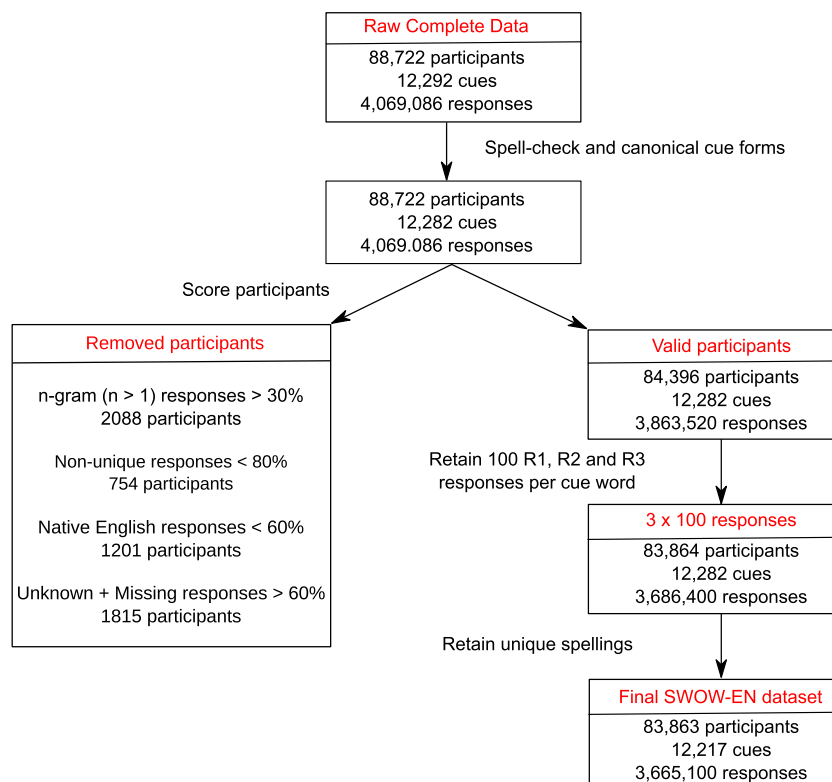 Raw Complete Data
88,722 participants
12,292 cues
4,069,086 responses
Spell-check and canonical cue forms
88,722 participants
12,282 cues
4,069.086 responses
Score participants
Removed participants
n-gram (n > 1) responses > 30%
2088 participants
Non-unique responses < 80%
754 participants
Native English responses < 60%
1201 participants
Unknown + Missing responses > 60%
1815 participants
Valid participants
84,396 participants
12,282 cues
3,863,520 responses
Retain 100 R1, R2 and R3
responses per cue word
3 x 100 responses
83,864 participants
12,282 cues
3,686,400 responses
Retain unique spellings
Final SWOW-EN dataset
83,863 participants
12,217 cues
3,665,100 responses